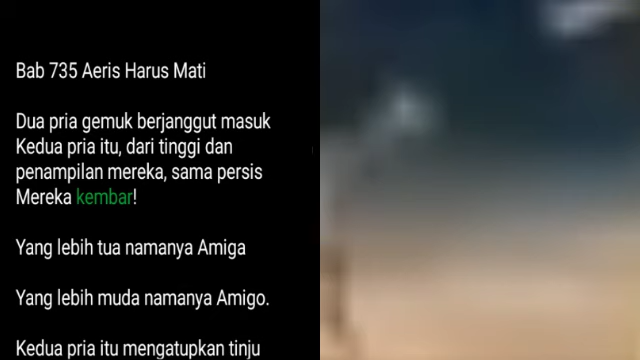 Bab 735 Aeris Harus Mati
Dua pria gemuk berjanggut masuk
Kedua pria itu, dari tinggi dan
penampilan mereka, sama persis
Mereka kembar!
Yang lebih tua namanya Amiga
Yang lebih muda namanya Amigo.
Kedua pria itu mengatupkan tinju